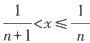 1/(n+1) < x ≤ 1/n